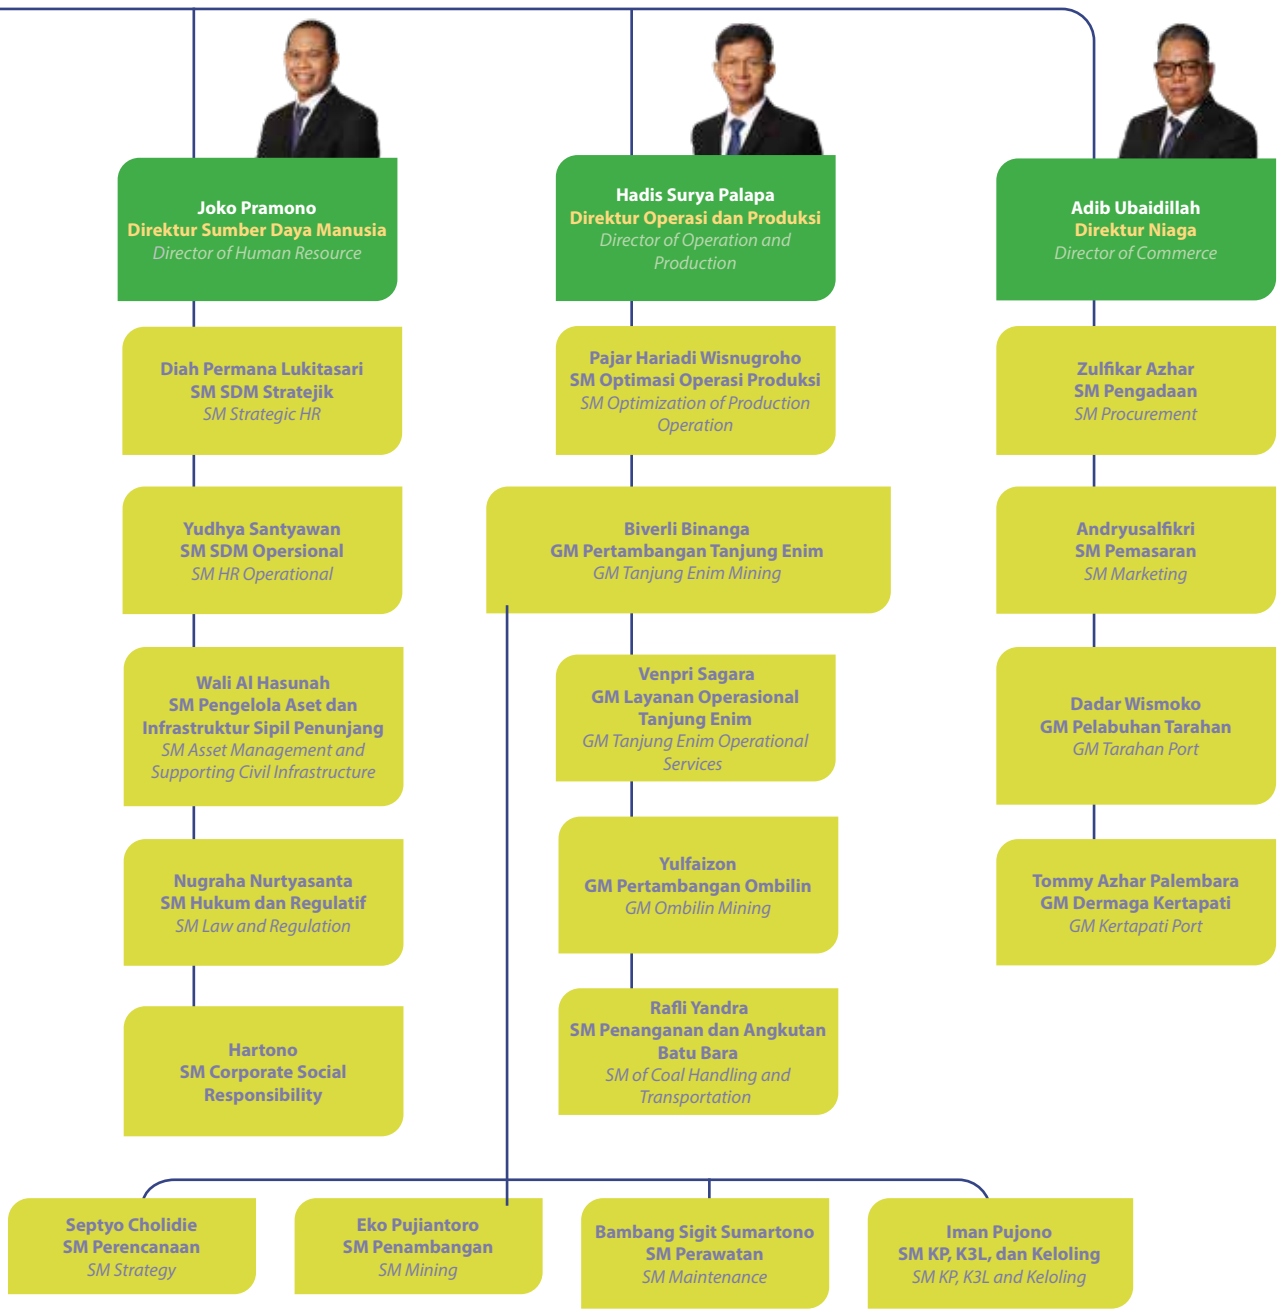 Joko Pramono
Direktur Sumber Daya Manusia
Director of Human Resource
Diah Permana Lukitasari
SM SDM Stratejik
SM Strategic HR
Yudhya Santyawan
SM SDM Opersional
SM HR Operational
Wali Al Hasunah
SM Pengelola Aset dan
Infrastruktur Sipil Penunjang
SM Asset Management and
Supporting Civil Infrastructure
Nugraha Nurtyasanta
SM Hukum dan Regulatif
SM Law and Regulation
Hartono
SM Corporate Social
Responsibility
Hadis Surya Palapa
Direktur Operasi dan Produksi
Director of Operation and
Production
Pajar Hariadi Wisnugroho
SM Optimasi Operasi Produksi
SM Optimization of Production
Operation
Biverli Binanga
GM Pertambangan Tanjung Enim
GM Tanjung Enim Mining
Venpri Sagara
GM Layanan Operasional
Tanjung Enim
GM Tanjung Enim Operational
Services
Yulfaizon
GM Pertambangan Ombilin
GM Ombilin Mining
Rafli Yandra
SM Penanganan dan Angkutan
Batu Bara
SM of Coal Handling and
Transportation
Adib Ubaidillah
Direktur Niaga
Director of Commerce
Zulfikar Azhar
SM Pengadaan
SM Procurement
Andryusalfikri
SM Pemasaran
SM Marketing
Dadar Wismoko
GM Pelabuhan Tarahan
GM Tarahan Port
Tommy Azhar Palembara
GM Dermaga Kertapati
GM Kertapati Port
Septyo Cholidie
SM Perencanaan
SM Strategy
Eko Pujiantoro
SM Penambangan
SM Mining
Bambang Sigit Sumartono
SM Perawatan
SM Maintenance
Iman Pujono
SM KP, K3L, dan Keloling
SM KP, K3L and Keloling